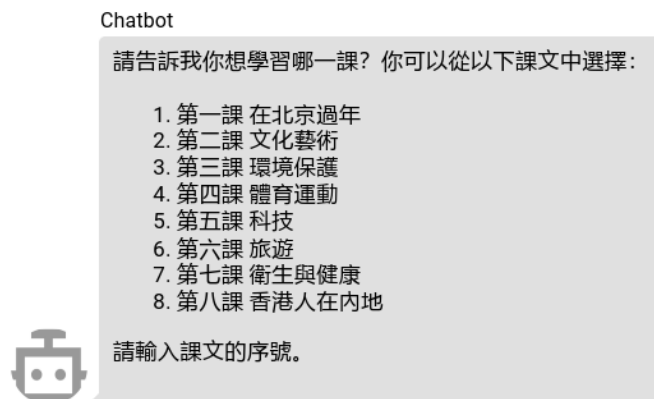 Chatbot
請告訴我你想學習哪一課？你可以從以下課文中選擇：
1. 第一課 在北京過年
2. 第二課 文化藝術
3. 第三課 環境保護
4. 第四課 體育運動
5. 第五課 科技
6. 第六課 旅遊
7. 第七課 衛生與健康
8. 第八課 香港人在內地
請輸入課文的序號。